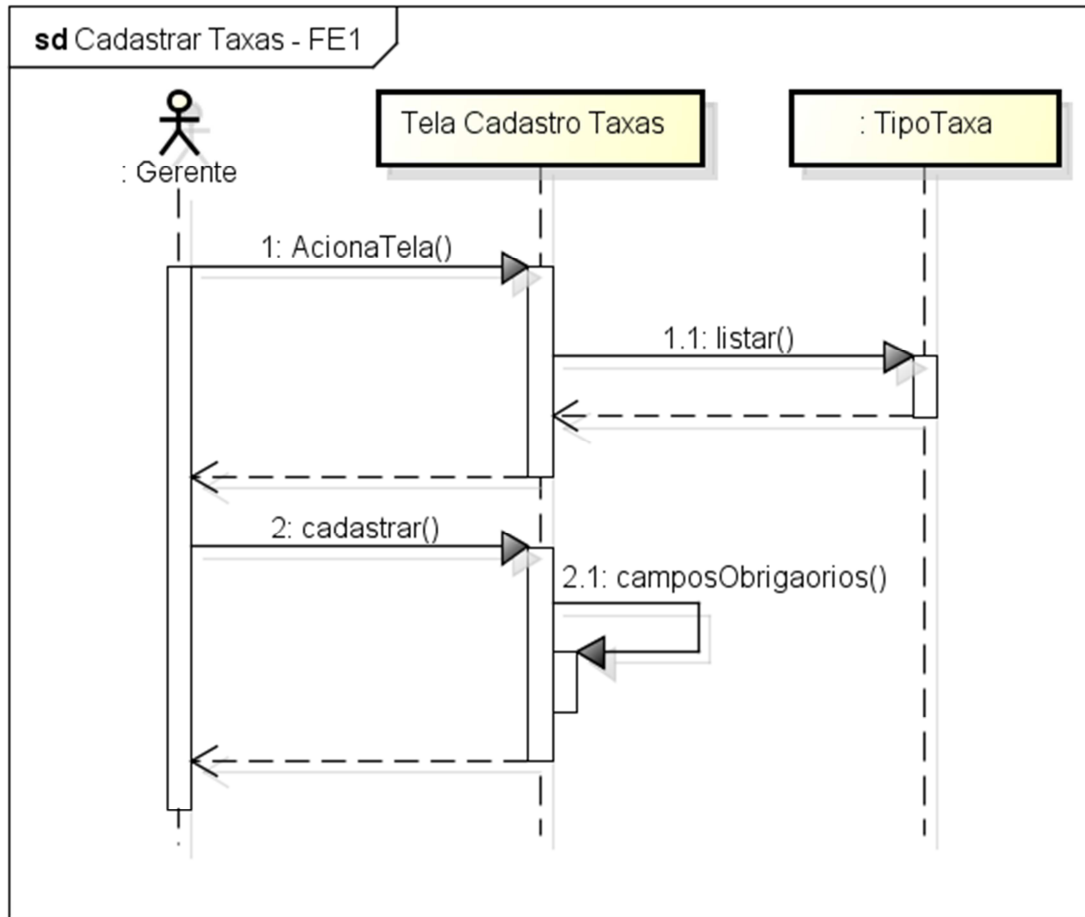 sd Cadastrar Taxas - FE1
Tela Cadastro Taxas
: TipoTaxa
: Gerente
1: AcionaTela()
1.1: listar()
2: cadastrar()
2.1: camposObrigaorios()